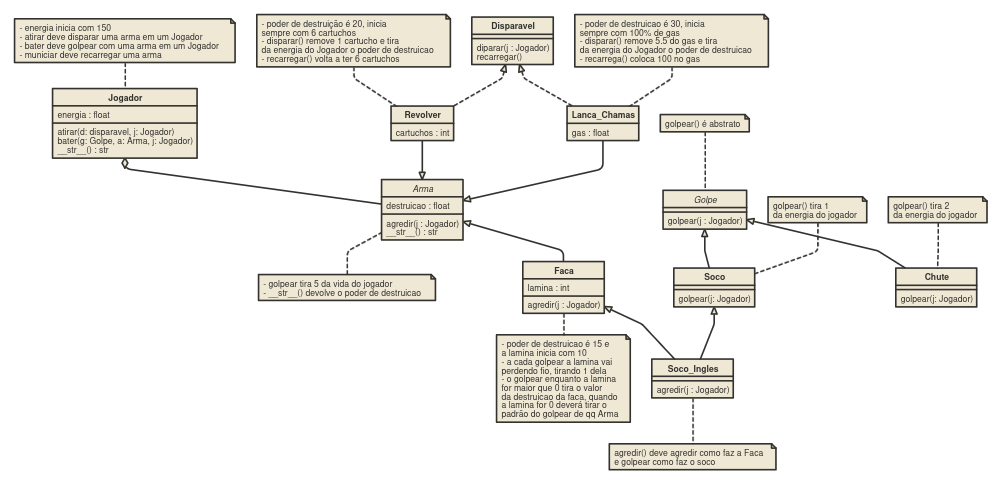 - energia inicia com 150
- atirar deve disparar uma arma em um Jogador
- bater deve golpear com uma arma em um Jogador
- municiar deve recarregar uma arma
- poder de destruição é 20, inicia
sempre com 6 cartuchos
- disparar() remove 1 cartucho e tira
da energia do Jogador o poder de destruicao
- recarregar() volta a ter 6 cartuchos
Disparavel
diparar(j : Jogador)
recarregar()
- poder de destruicao é 30, inicia
sempre com 100% de gas
- disparar() remove 5.5 do gas e tira
da energia do Jogador o poder de destruicao
- recarrega() coloca 100 no gas
Jogador
energia : float
atirar(d: disparavel, j: Jogador)
bater(g: Golpe, a: Arma, j: Jogador)
__str__() : str
Revolver
cartuchos : int
Lanca_Chamas
gas : float
golpear() é abstrato
Arma
destruicao : float
agredir(j : Jogador)
__str__() : str
Golpe
golpear(j : Jogador)
golpear() tira 1
da energia do jogador
golpear() tira 2
da energia do jogador
- golpear tira 5 da vida do jogador
- __str__() devolve o poder de destruicao
Faca
lamina : int
agredir(j : Jogador)
Soco
golpear(j: Jogador)
Chute
golpear(j: Jogador)
- poder de destruicao é 15 e
a lamina inicia com 10
- a cada golpear a lamina vai
perdendo fio, tirando 1 dela
- o golpear enquanto a lamina
for maior que 0 tira o valor
da destruicao da faca, quando
a lamina for 0 deverá tirar o
padrão do golpear de qq Arma
Soco_Ingles
agredir(j : Jogador)
agredir() deve agredir como faz a Faca
e golpear como faz o soco